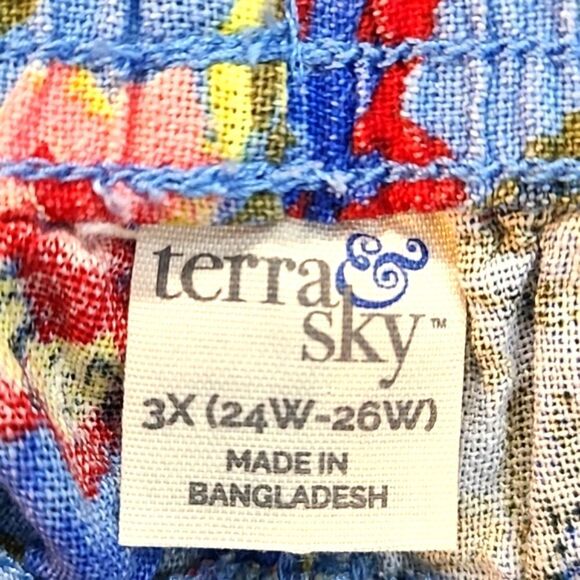 terra &
sky™
3X (24W-26W)
MADE IN
BANGLADESH